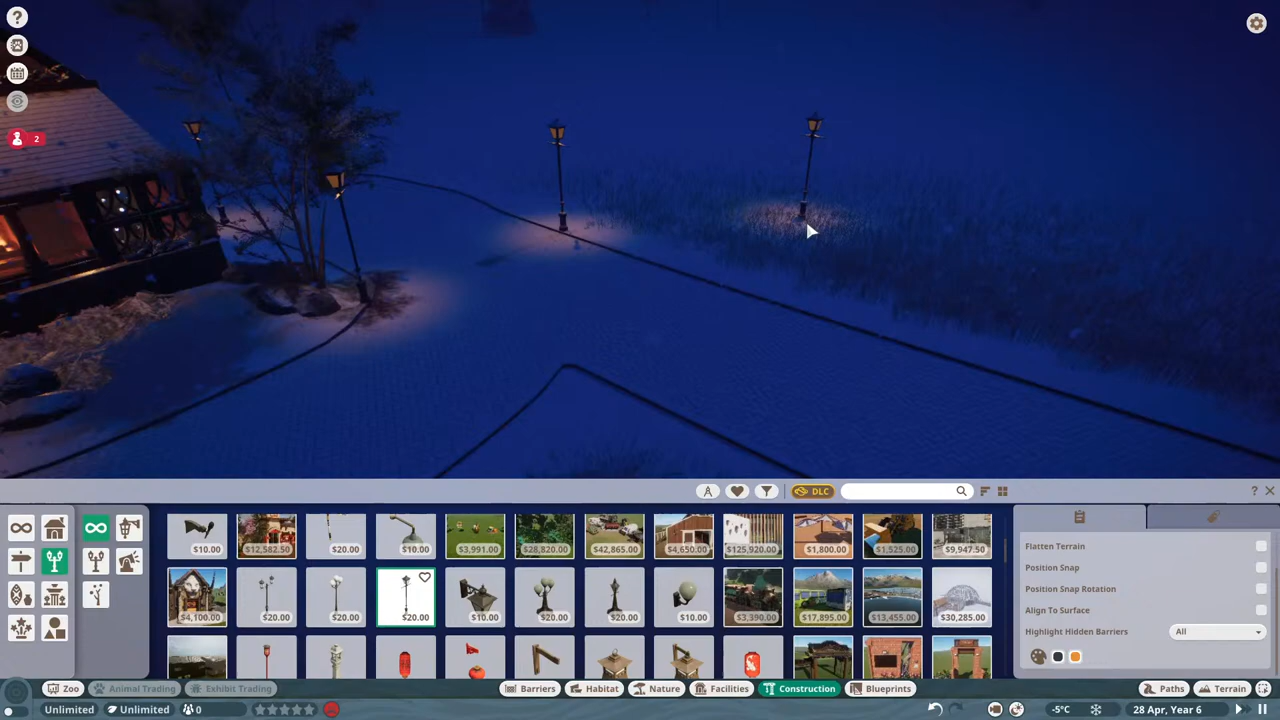 ?
2
DLC
?
$10.00 $12,582.50 $20.00 $10.00 $3,991.00 $28,820.00 $42,865.00 $4,650.00 $125,920.00 $1,800.00 $1,525.00 $9,947.50
$4,100.00 $20.00 $20.00 $20.00 $10.00 $20.00 $20.00 $10.00 $3,390.00 $17,895.00 $13,455.00 $30,285.00
Flatten Terrain
Position Snap
Position Snap Rotation
Align To Surface
Highlight Hidden Barriers All
Zoo Animal Trading Exhibit Trading Barriers Habitat Nature Facilities Construction Blueprints Paths Terrain
Unlimited Unlimited 0 -5°C 28 Apr, Year 6